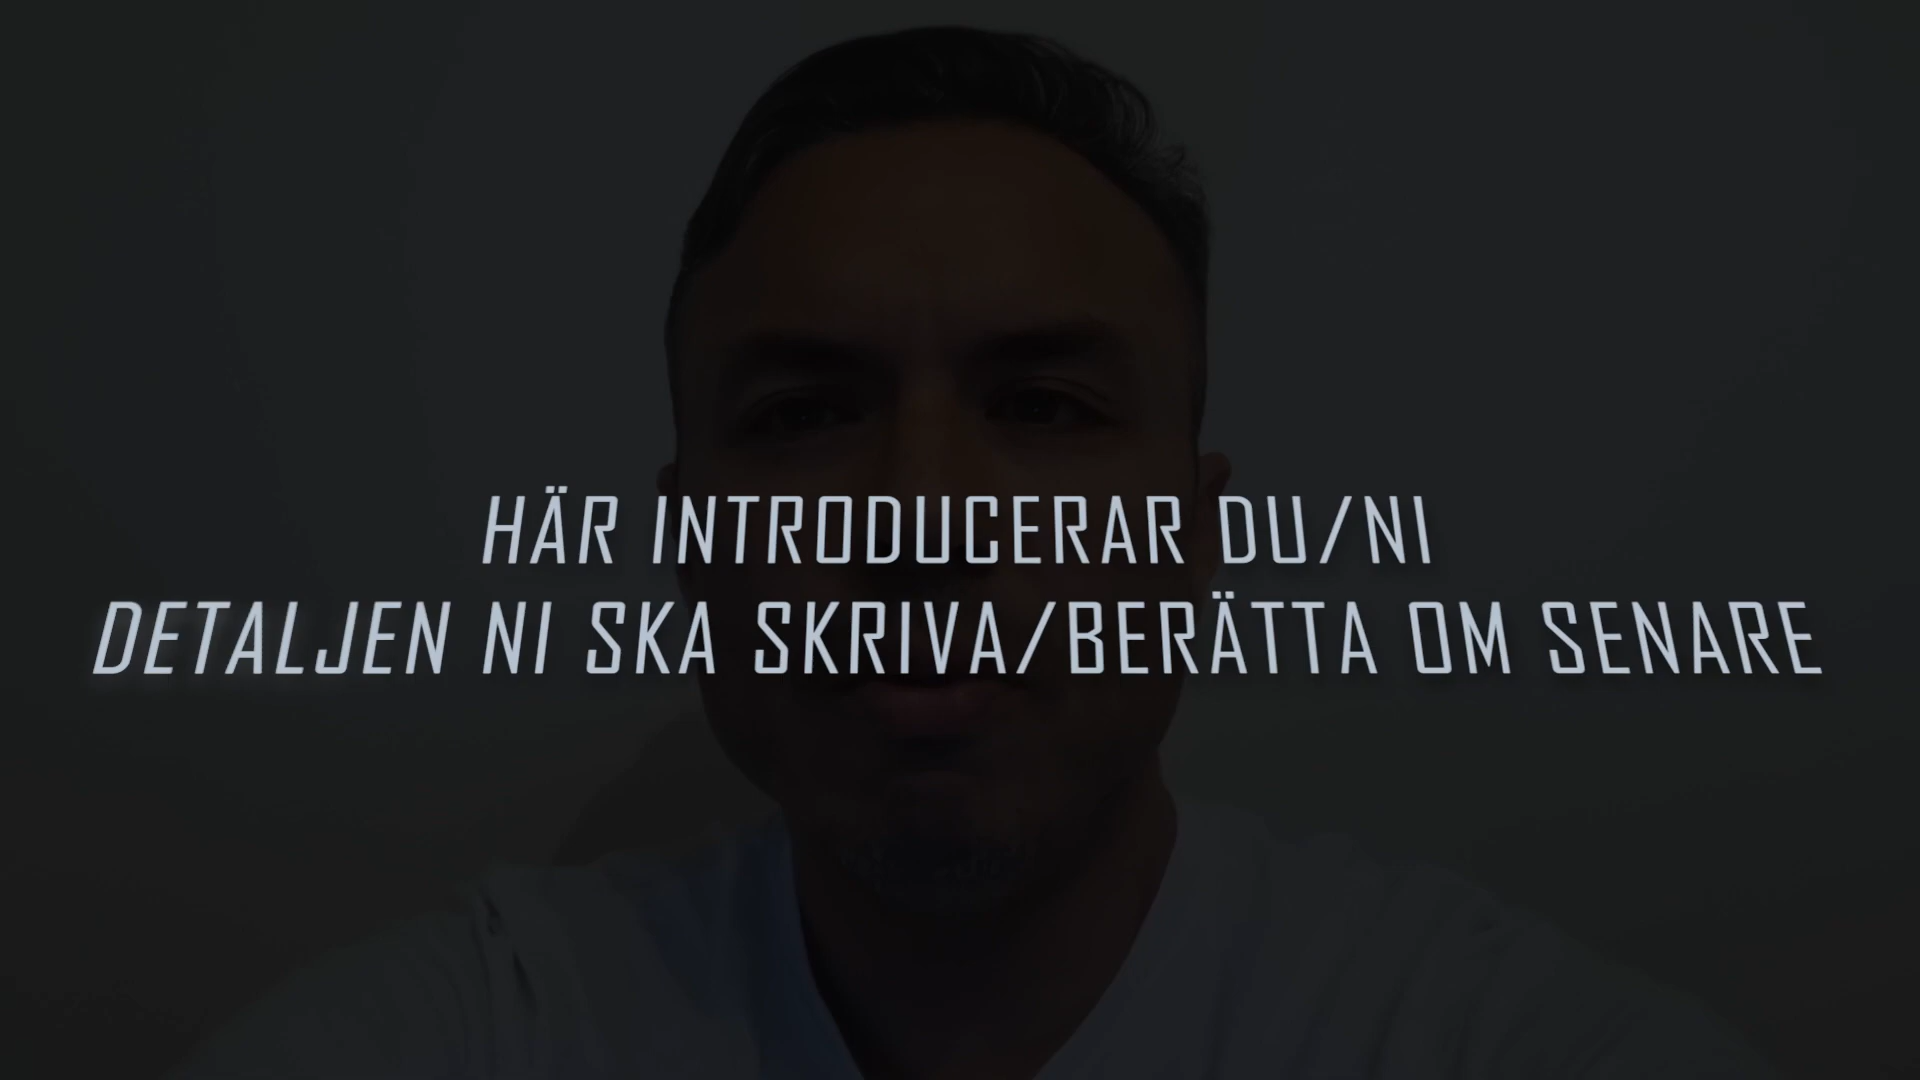 HÄR INTRODUCERAR DU/NI
DETALJEN NI SKA SKRIVA/BERÄTTA OM SENARE